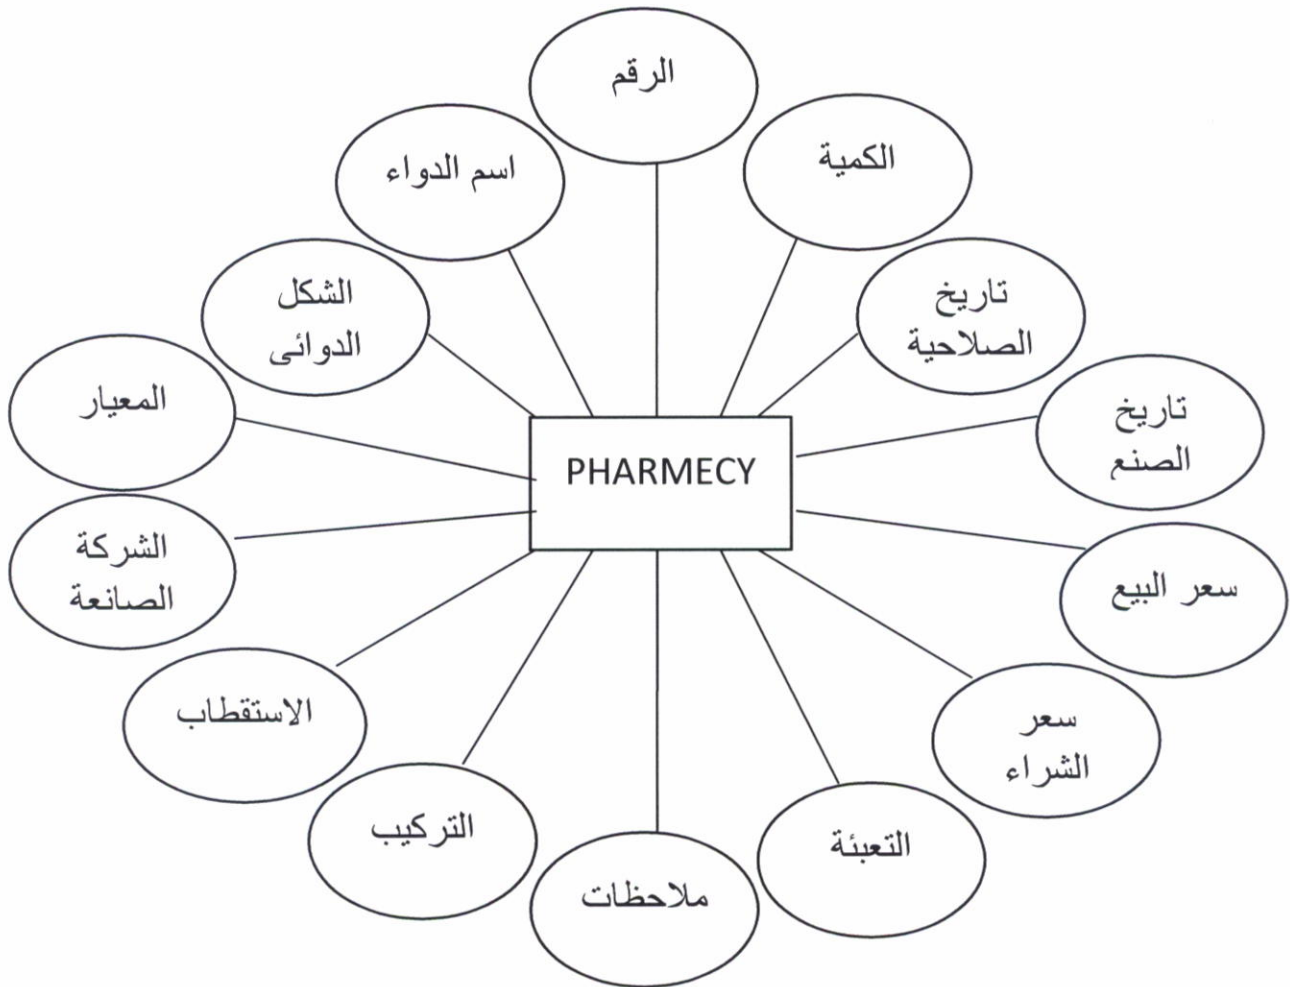 الرقم
الكمية
اسم الدواء
تاريخ
الصلاحية
الشكل
الدوائى
تاريخ
الصنع
المعيار
PHARMECY
الشركة
الصانعة
سعر البيع
الاستقطاب
سعر
الشراء
التركيب
التعبئة
ملاحظات